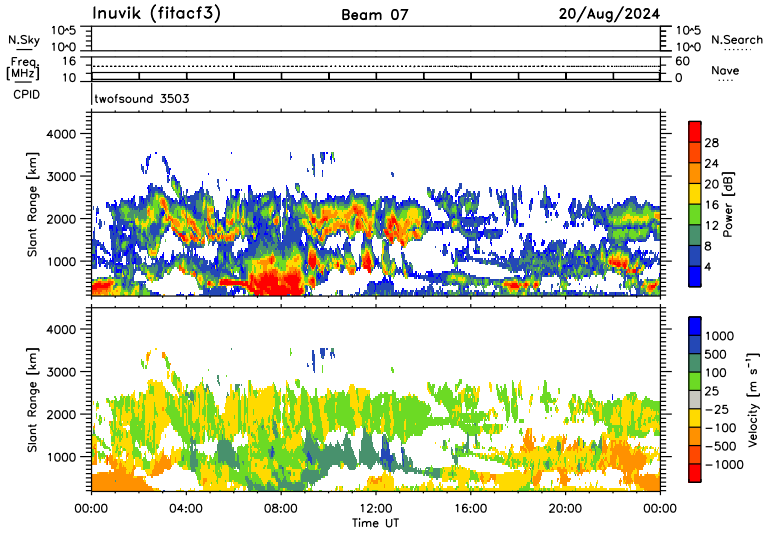 Inuvik (fitacf3) Beam 07 20/Aug/2024
N.Sky 10^5 10^0 10^5 10^0 N.Search
Freq. [MHz] 16 10 60 0 Nave
CPID twofsound 3503
Slant Range [km] 4000 3000 2000 1000
Power [dB] 28 24 20 16 12 8 4
Slant Range [km] 4000 3000 2000 1000
Velocity [m s⁻¹] 1000 500 100 25 −25 −100 −500 −1000
00:00 04:00 08:00 12:00 16:00 20:00 00:00
Time UT